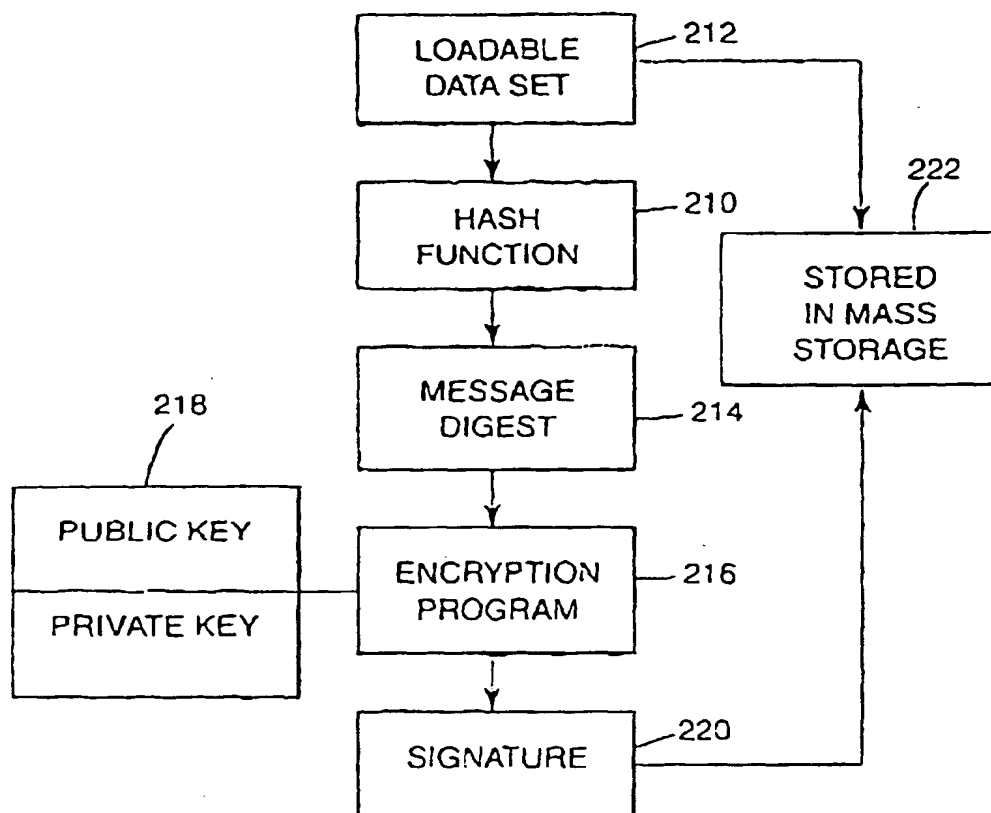 LOADABLE
DATA SET
212
HASH
FUNCTION
210
222
STORED
IN MASS
STORAGE
MESSAGE
DIGEST
214
218
PUBLIC KEY
PRIVATE KEY
ENCRYPTION
PROGRAM
216
SIGNATURE
220